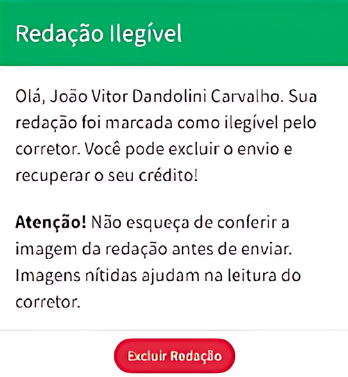 Redação Ilegível
Olá, João Vitor Dandolini Carvalho. Sua
redação foi marcada como ilegível pelo
corretor. Você pode excluir o envio e
recuperar o seu crédito!
Atenção! Não esqueça de conferir a
imagem da redação antes de enviar.
Imagens nítidas ajudam na leitura do
corretor.
Excluir Redação